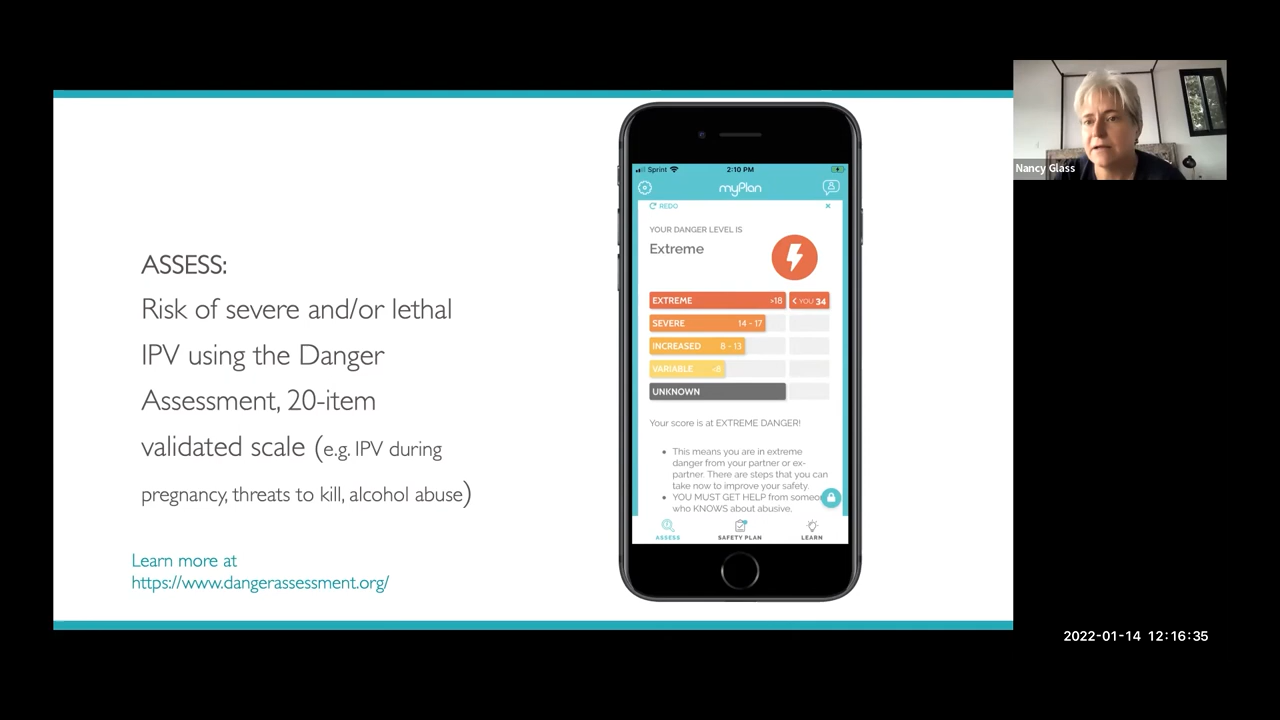 ASSESS:
Risk of severe and/or lethal
IPV using the Danger
Assessment, 20-item
validated scale (e.g. IPV during
pregnancy, threats to kill, alcohol abuse)
Learn more at
https://www.dangerassessment.org/
Sprint 2:10 PM
myPlan
REDO ×
YOUR DANGER LEVEL IS
Extreme
EXTREME >18 < YOU 34
SEVERE 14 - 17
INCREASED 8 - 13
VARIABLE <8
UNKNOWN
Your score is at EXTREME DANGER!
• This means you are in extreme
danger from your partner or ex-
partner. There are steps that you can
take now to improve your safety.
• YOU MUST GET HELP from someo
who KNOWS about abusive.
ASSESS SAFETY PLAN LEARN
Nancy Glass
2022-01-14 12:16:35